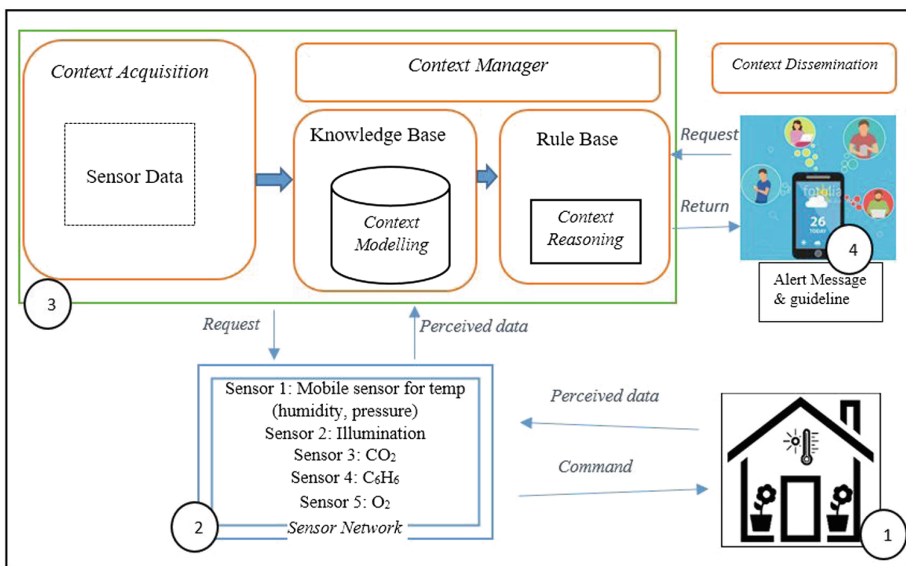 Context Acquisition
Context Manager
Context Dissemination
Sensor Data
Knowledge Base
Context
Modelling
Rule Base
Context
Reasoning
Request
Return
26
TODAY
4
Alert Message
& guideline
3
Request
Perceived data
Sensor 1: Mobile sensor for temp
(humidity, pressure)
Sensor 2: Illumination
Sensor 3: CO₂
Sensor 4: C₆H₆
Sensor 5: O₂
Sensor Network
2
Perceived data
Command
1